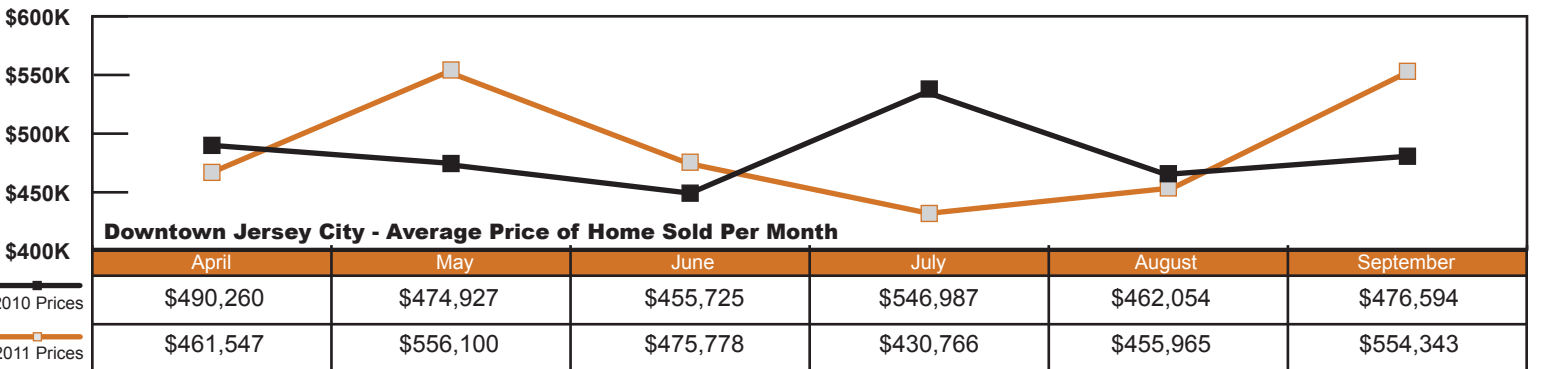 $600K
$550K
$500K
$450K
$400K
Downtown Jersey City - Average Price of Home Sold Per Month
April May June July August September
2010 Prices $490,260 $474,927 $455,725 $546,987 $462,054 $476,594
2011 Prices $461,547 $556,100 $475,778 $430,766 $455,965 $554,343